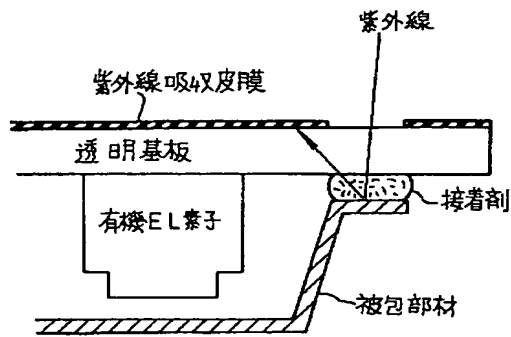 紫外線
紫外線吸収皮膜
透明基板
有機EL素子
接着剤
被包部材